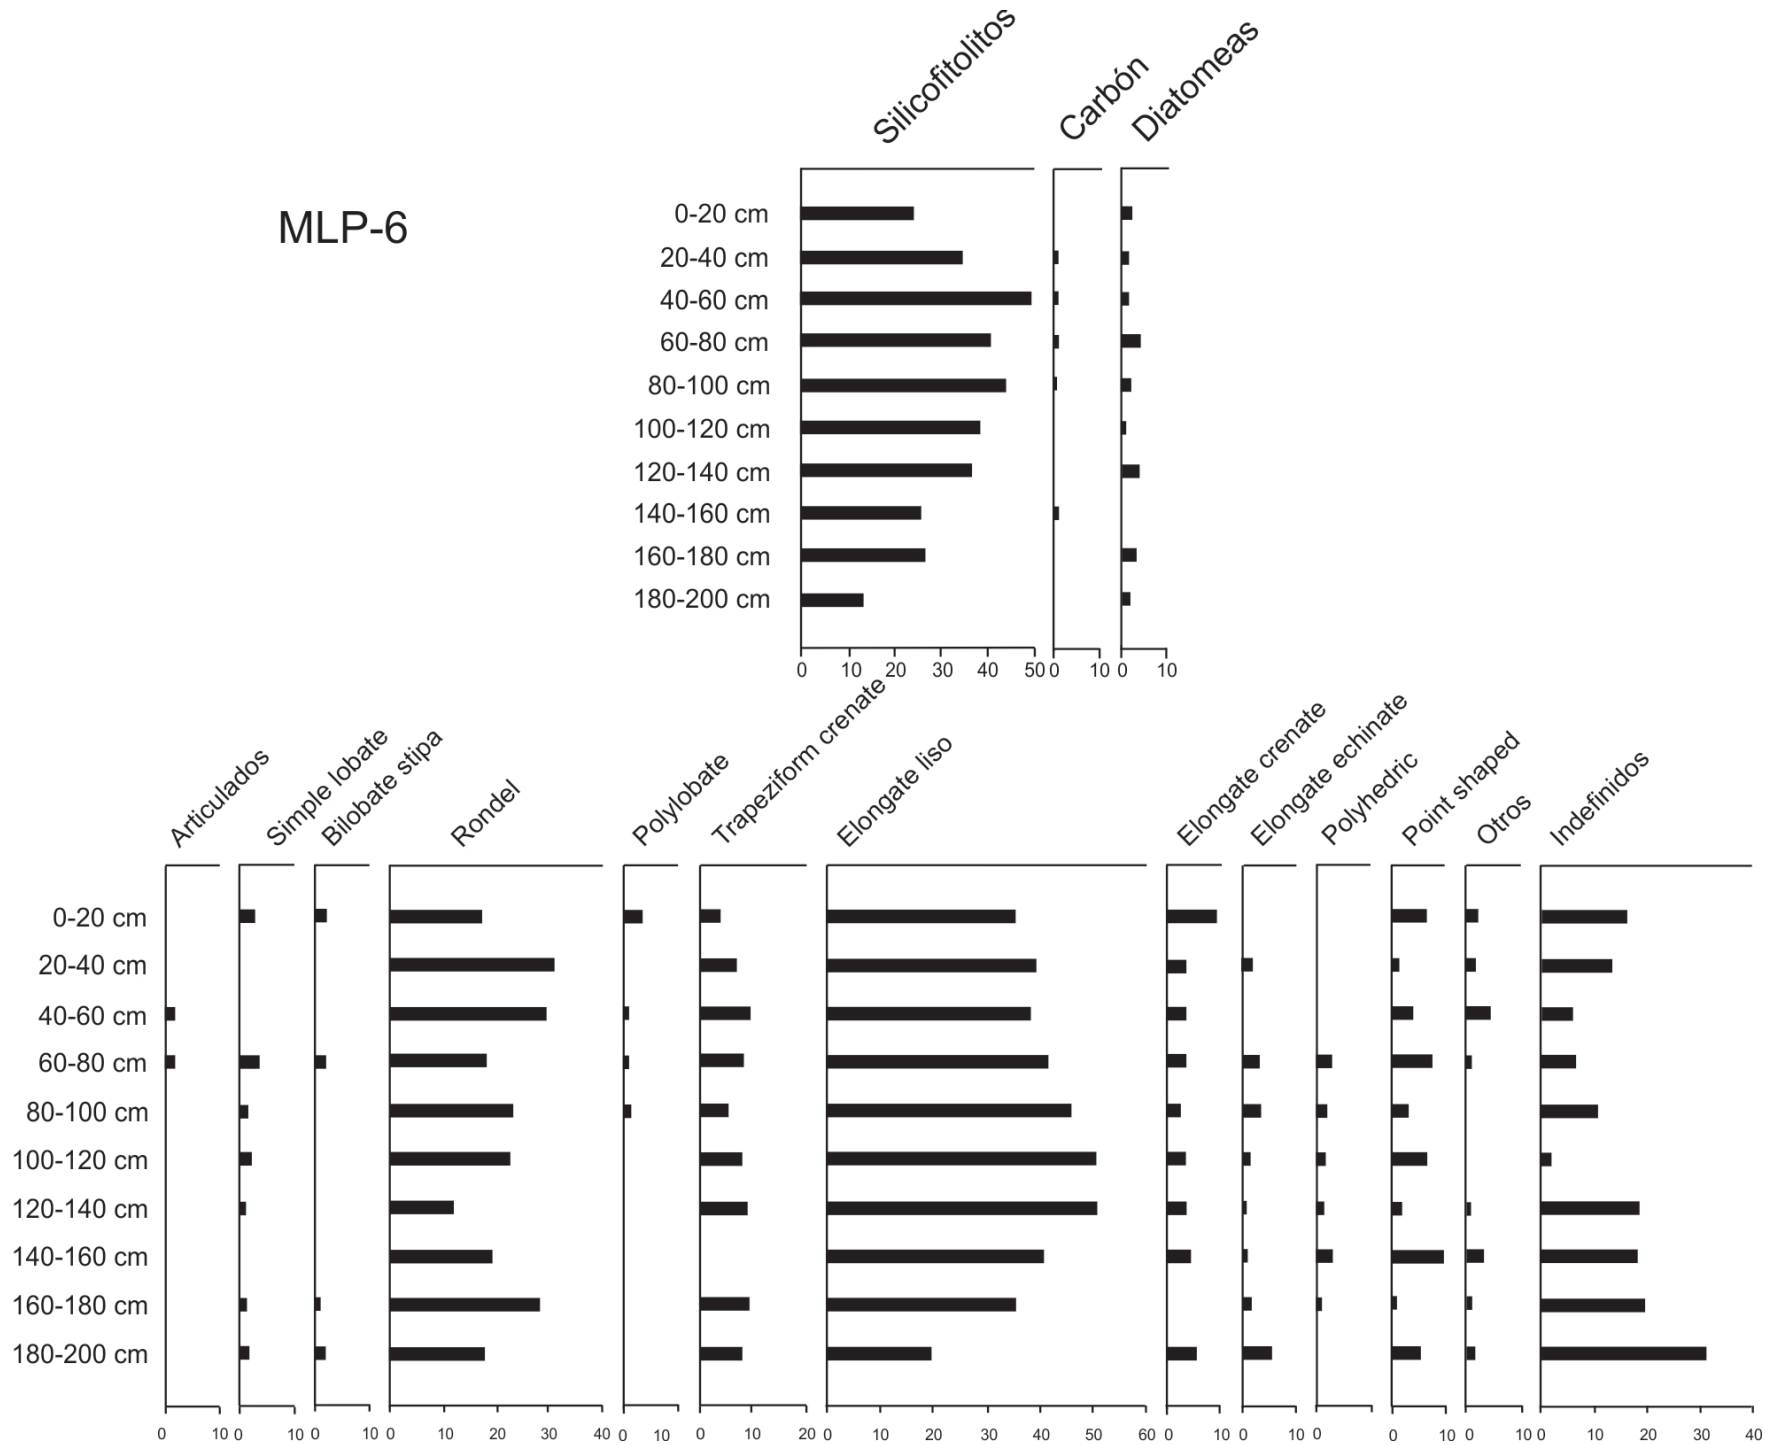 Silicofitolitos
Carbón
Diatomeas
MLP-6
0-20 cm
20-40 cm
40-60 cm
60-80 cm
80-100 cm
100-120 cm
120-140 cm
140-160 cm
160-180 cm
180-200 cm
0 10 20 30 40 50 0 10 0 10
Articulados
Simple lobate
Bilobate stipa
Rondel
Polylobate
Trapeziform crenate
Elongate liso
Elongate crenate
Elongate echinate
Polyhedric
Point shaped
Otros
Indefinidos
0-20 cm
20-40 cm
40-60 cm
60-80 cm
80-100 cm
100-120 cm
120-140 cm
140-160 cm
160-180 cm
180-200 cm
0 10 0 10 0 10 0 10 20 30 40 0 10 0 10 20 0 10 20 30 40 50 60 0 10 0 10 0 10 0 10 0 10 0 10 20 30 40